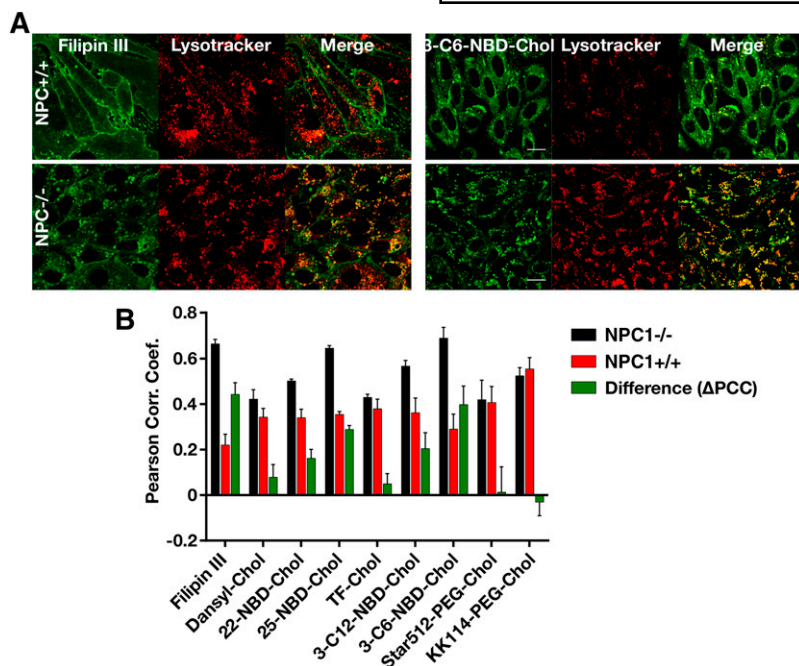 A
Filipin III Lysotracker Merge 3-C6-NBD-Chol Lysotracker Merge
NPC+/+
NPC-/-
B
Pearson Corr. Coef.
0.8
0.6
0.4
0.2
0
-0.2
NPC1-/-
NPC1+/+
Difference (ΔPCC)
Filipin III
Dansyl-Chol
22-NBD-Chol
25-NBD-Chol
TF-Chol
3-C12-NBD-Chol
3-C6-NBD-Chol
Star512-PEG-Chol
KK114-PEG-Chol